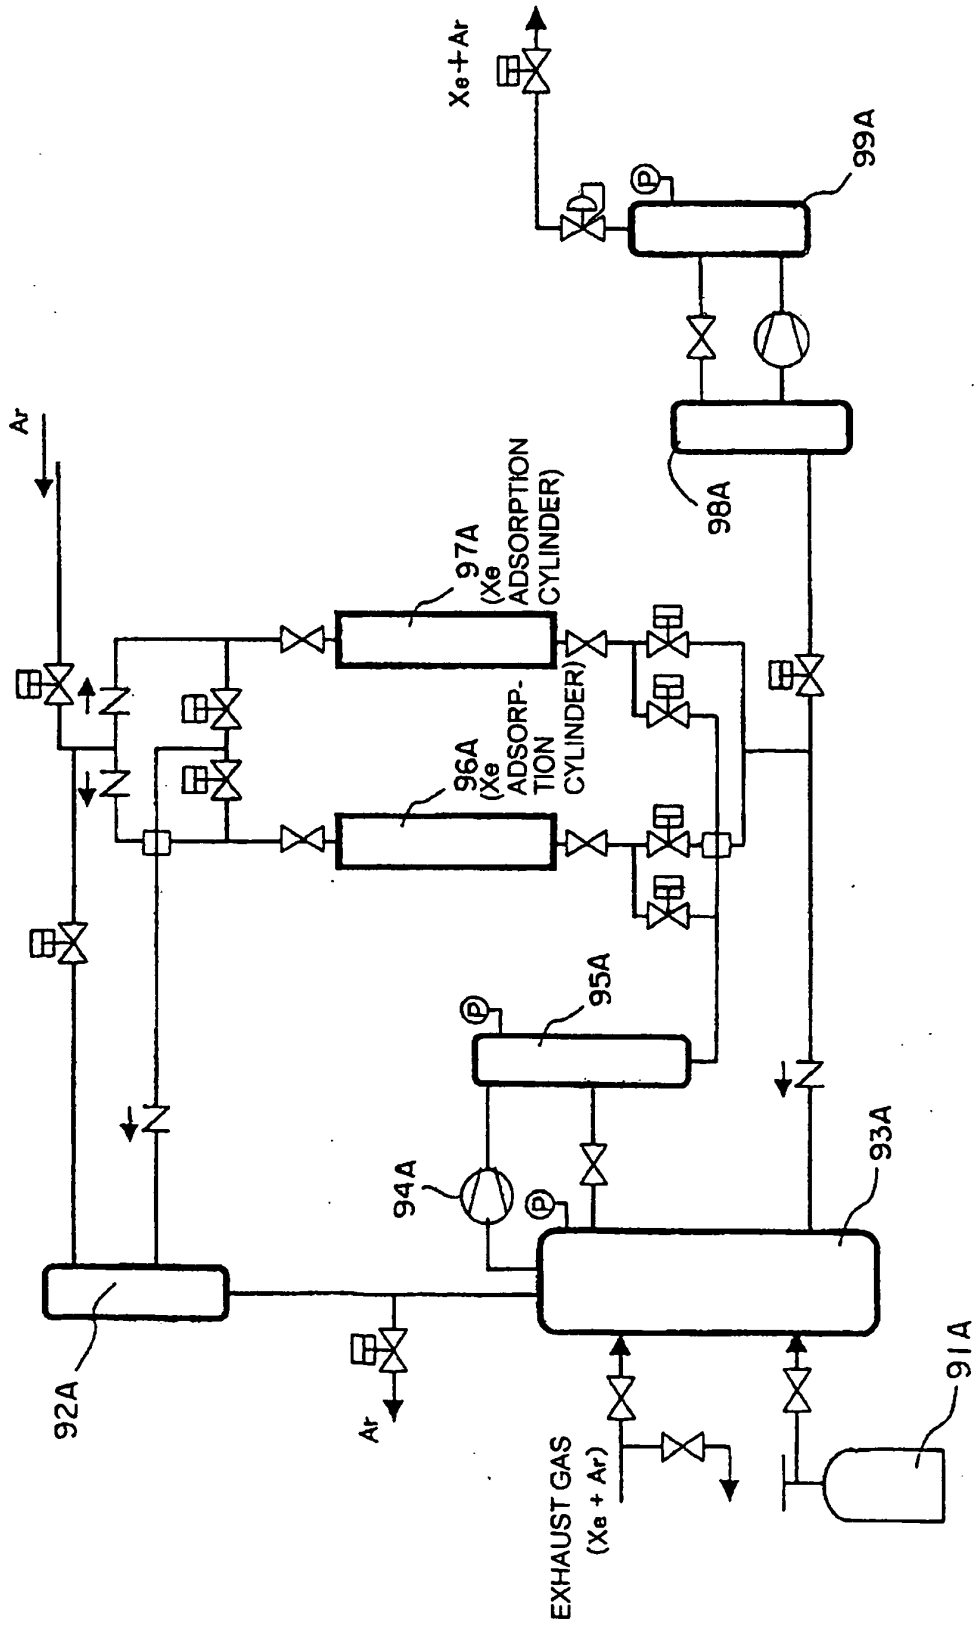 Ar
Xe+Ar
P
99A
98A
97A
(Xe
ADSORPTION
CYLINDER)
96A
(Xe
ADSORP-
TION
CYLINDER)
P
95A
94A
P
93A
92A
Ar
EXHAUST GAS
(Xe + Ar)
91A